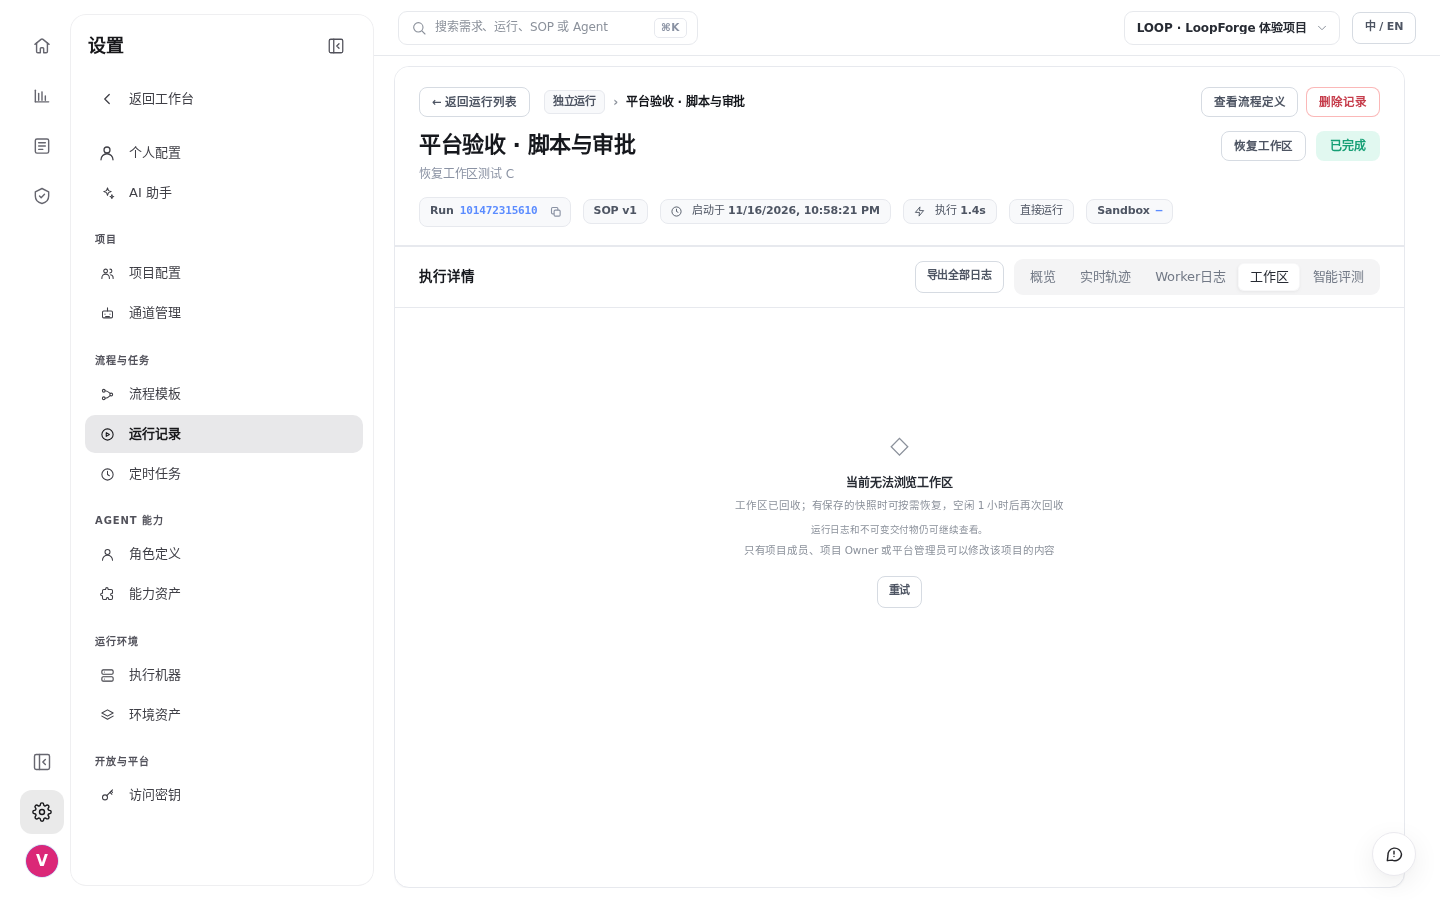 设置
返回工作台
个人配置
AI 助手
项目
项目配置
通道管理
流程与任务
流程模板
运行记录
定时任务
AGENT 能力
角色定义
能力资产
运行环境
执行机器
环境资产
开放与平台
访问密钥
V
搜索需求、运行、SOP 或 Agent ⌘K
LOOP · LoopForge 体验项目
中 / EN
← 返回运行列表
独立运行 › 平台验收 · 脚本与审批
查看流程定义
删除记录
平台验收 · 脚本与审批
恢复工作区
已完成
恢复工作区测试 C
Run 101472315610
SOP v1
启动于 11/16/2026, 10:58:21 PM
执行 1.4s
直接运行
Sandbox —
执行详情
导出全部日志
概览
实时轨迹
Worker日志
工作区
智能评测
当前无法浏览工作区
工作区已回收；有保存的快照时可按需恢复，空闲 1 小时后再次回收
运行日志和不可变交付物仍可继续查看。
只有项目成员、项目 Owner 或平台管理员可以修改该项目的内容
重试